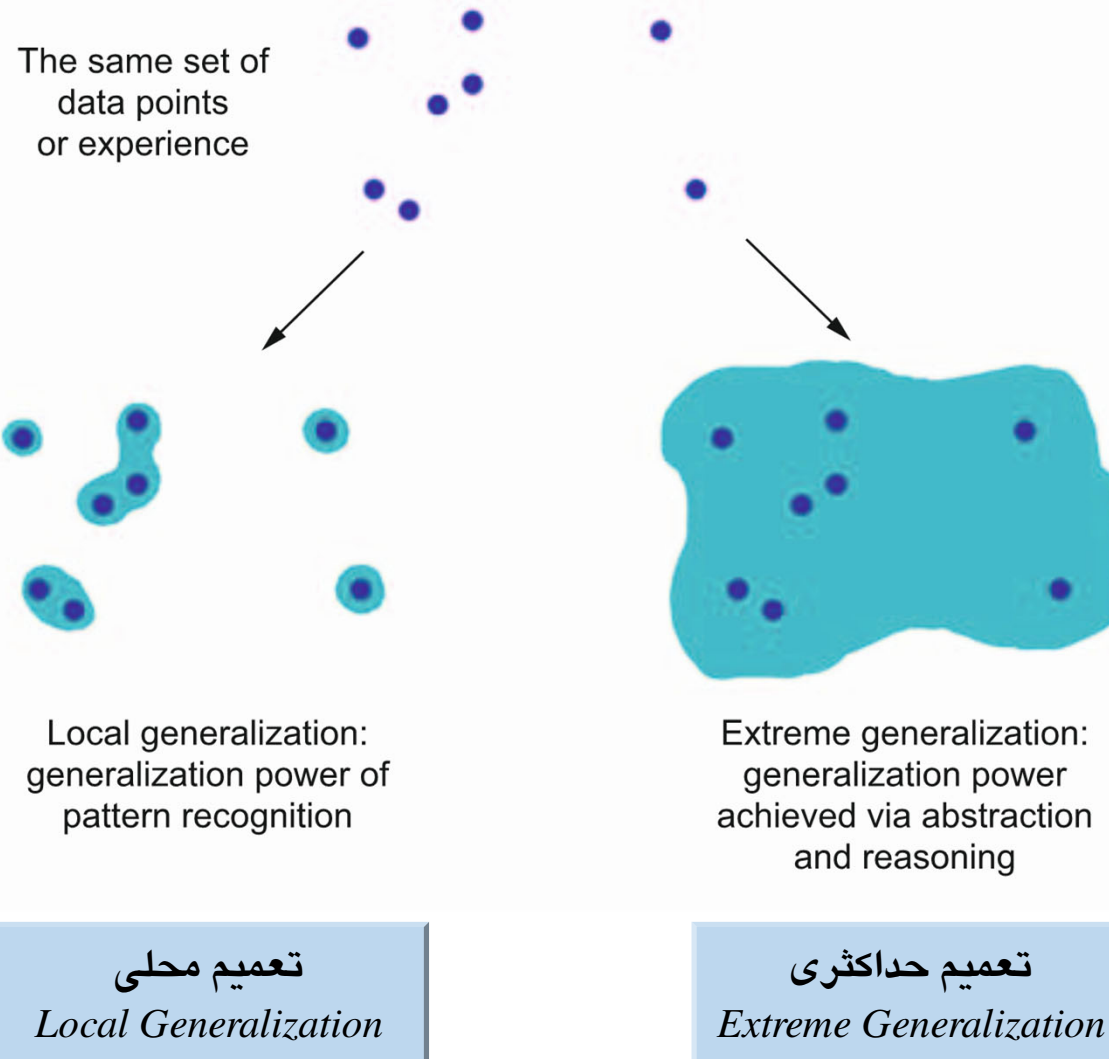 The same set of
data points
or experience
Local generalization:
generalization power of
pattern recognition
Extreme generalization:
generalization power
achieved via abstraction
and reasoning
تعمیم محلی
Local Generalization
تعمیم حداکثری
Extreme Generalization